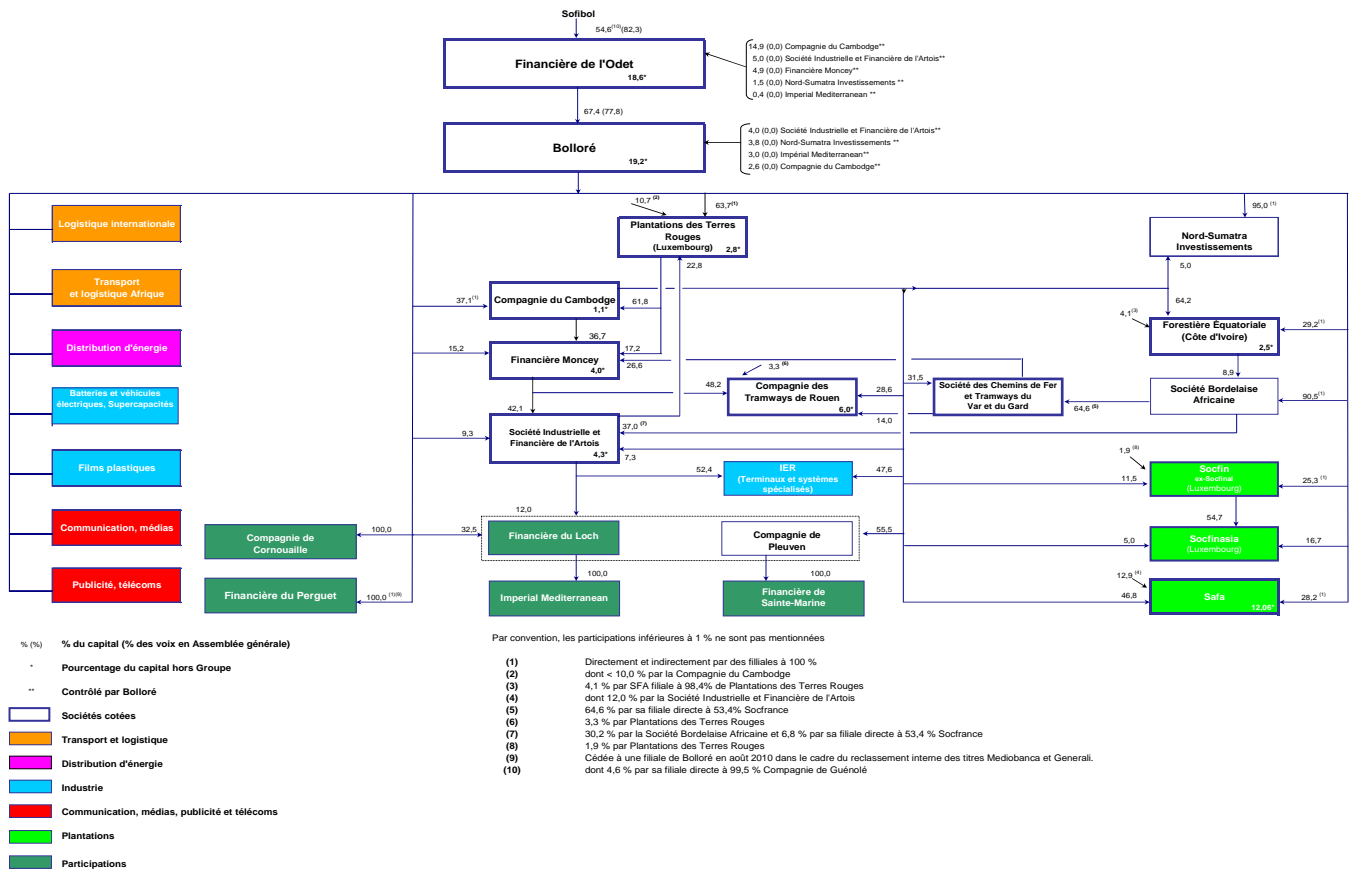 Sofibol
54,6(10)(82,3)
Financière de l'Odet
18,6*
14,9 (0,0) Compagnie du Cambodge**
5,0 (0,0) Société Industrielle et Financière de l'Artois**
4,9 (0,0) Financière Moncey**
1,5 (0,0) Nord-Sumatra Investissements **
0,4 (0,0) Imperial Mediterranean **
67,4 (77,8)
Bolloré
19,2*
4,0 (0,0) Société Industrielle et Financière de l'Artois**
3,8 (0,0) Nord-Sumatra Investissements **
3,0 (0,0) Impérial Mediterranean**
2,6 (0,0) Compagnie du Cambodge**
10,7 (2)
63,7(1)
95,0 (1)
Logistique internationale
Plantations des Terres
Rouges
(Luxembourg)
2,8*
Nord-Sumatra
Investissements
22,8
5,0
Transport
et logistique Afrique
37,1(1)
Compagnie du Cambodge
1,1*
61,8
64,2
4,1(3)
Forestière Équatoriale
(Côte d'Ivoire)
2,5*
29,2(1)
36,7
Distribution d'énergie
15,2
Financière Moncey
4,0*
17,2
26,6
3,3 (6)
8,9
Batteries et véhicules
électriques, Supercapacités
48,2
Compagnie des
Tramways de Rouen
6,0*
28,6
31,5
Société des Chemins de Fer
et Tramways du
Var et du Gard
64,6 (5)
Société Bordelaise
Africaine
90,5(1)
42,1
14,0
9,3
Société Industrielle et
Financière de l'Artois
4,3*
37,0 (7)
7,3
Films plastiques
52,4
IER
(Terminaux et systèmes
spécialisés)
47,6
1,9 (8)
11,5
Socfin
ex-Socfinal
(Luxembourg)
25,3 (1)
12,0
54,7
Communication, médias
Compagnie de
Cornouaille
100,0
32,5
Financière du Loch
Compagnie de
Pleuven
55,5
5,0
Socfinasia
(Luxembourg)
16,7
100,0
100,0
12,9 (4)
Publicité, télécoms
Financière du Perguet
100,0 (1)(9)
Imperial Mediterranean
Financière de
Sainte-Marine
46,8
Safa
12,06*
28,2 (1)
% (%) % du capital (% des voix en Assemblée générale)
* Pourcentage du capital hors Groupe
** Contrôlé par Bolloré
Sociétés cotées
Transport et logistique
Distribution d'énergie
Industrie
Communication, médias, publicité et télécoms
Plantations
Participations
Par convention, les participations inférieures à 1 % ne sont pas mentionnées
(1) Directement et indirectement par des filliales à 100 %
(2) dont < 10,0 % par la Compagnie du Cambodge
(3) 4,1 % par SFA filiale à 98,4% de Plantations des Terres Rouges
(4) dont 12,0 % par la Société Industrielle et Financière de l'Artois
(5) 64,6 % par sa filiale directe à 53,4% Socfrance
(6) 3,3 % par Plantations des Terres Rouges
(7) 30,2 % par la Société Bordelaise Africaine et 6,8 % par sa filiale directe à 53,4 % Socfrance
(8) 1,9 % par Plantations des Terres Rouges
(9) Cédée à une filiale de Bolloré en août 2010 dans le cadre du reclassement interne des titres Mediobanca et Generali.
(10) dont 4,6 % par sa filiale directe à 99,5 % Compagnie de Guénolé